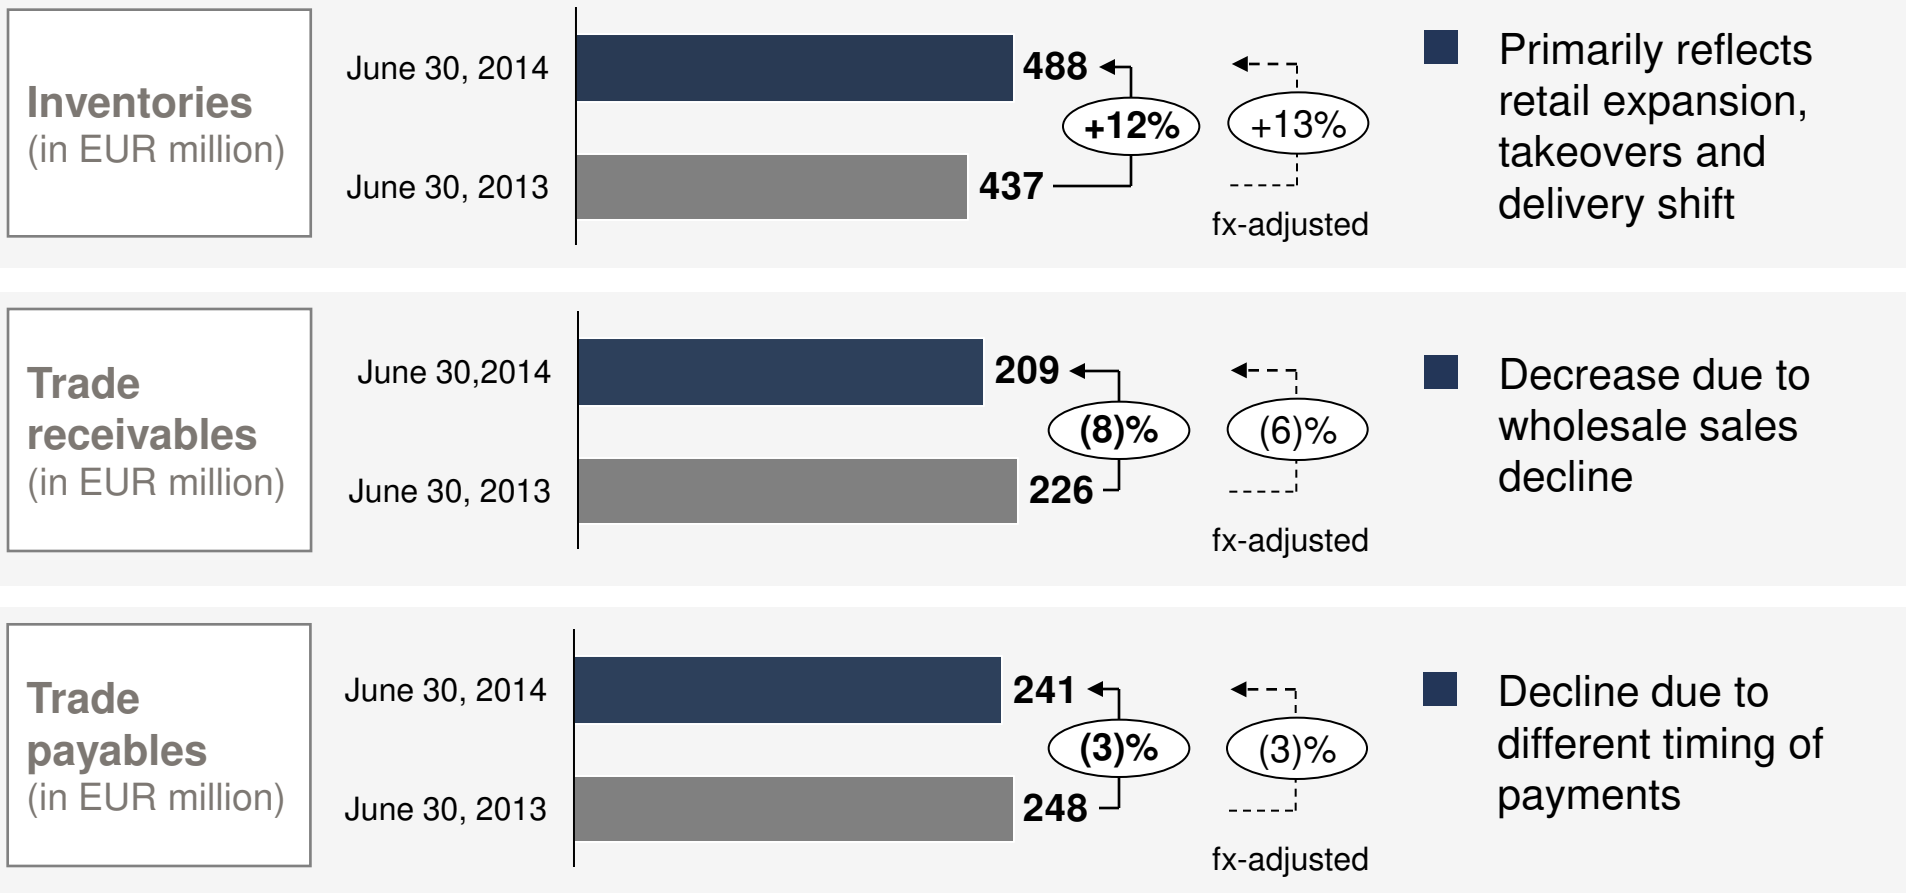 Inventories
(in EUR million)
June 30, 2014
488
+12%
+13%
June 30, 2013
437
fx-adjusted
Primarily reflects
retail expansion,
takeovers and
delivery shift
Trade
receivables
(in EUR million)
June 30,2014
209
(8)%
(6)%
June 30, 2013
226
fx-adjusted
Decrease due to
wholesale sales
decline
Trade
payables
(in EUR million)
June 30, 2014
241
(3)%
(3)%
June 30, 2013
248
fx-adjusted
Decline due to
different timing of
payments